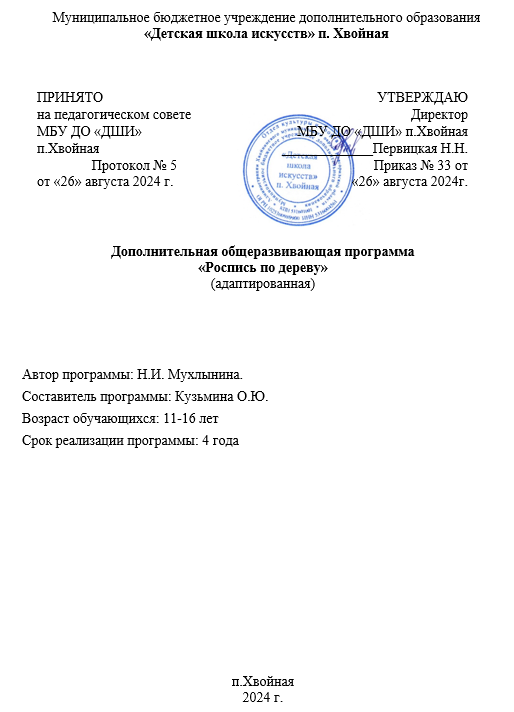 Муниципальное бюджетное учреждение дополнительного образования
«Детская школа искусств» п. Хвойная
ПРИНЯТО
на педагогическом совете
МБУ ДО «ДШИ»
п.Хвойная
Протокол № 5
от «26» августа 2024 г.
УТВЕРЖДАЮ
Директор
МБУ ДО «ДШИ» п.Хвойная
Первицкая Н.Н.
Приказ № 33 от
«26» августа 2024г.
«Детская
школа
искусств»
п. Хвойная
Дополнительная общеразвивающая программа
«Роспись по дереву»
(адаптированная)
Автор программы: Н.И. Мухлынина.
Составитель программы: Кузьмина О.Ю.
Возраст обучающихся: 11-16 лет
Срок реализации программы: 4 года
п.Хвойная
2024 г.